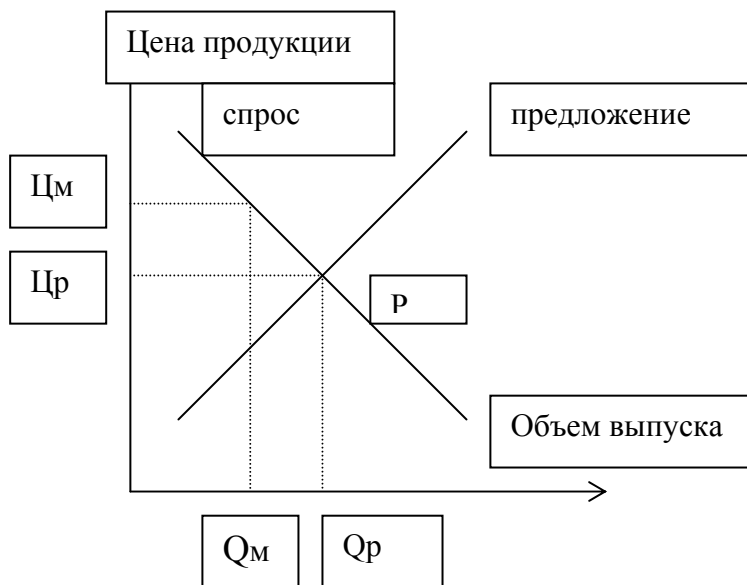 Цена продукции
спрос
предложение
Цм
Цр
Р
Объем выпуска
Qм
Qр